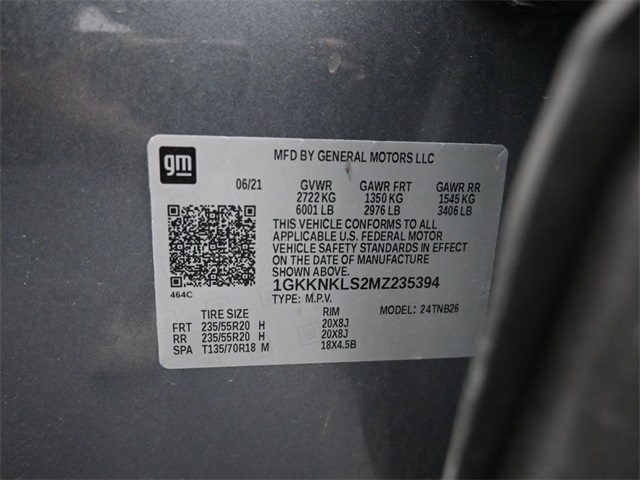 gm
MFD BY GENERAL MOTORS LLC
06/21 GVWR GAWR FRT GAWR RR
2722 KG 1350 KG 1545 KG
6001 LB 2976 LB 3406 LB
THIS VEHICLE CONFORMS TO ALL
APPLICABLE U.S. FEDERAL MOTOR
VEHICLE SAFETY STANDARDS IN EFFECT
ON THE DATE OF MANUFACTURE
SHOWN ABOVE.
464C
1GKKNKLS2MZ235394
TYPE: M.P.V. MODEL: 24TNB26
TIRE SIZE RIM
FRT 235/55R20 H 20X8J
RR 235/55R20 H 20X8J
SPA T135/70R18 M 18X4.5B